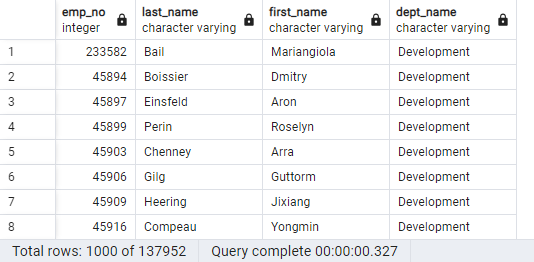 emp_no last_name first_name dept_name
integer character varying character varying character varying
1 233582 Bail Mariangiola Development
2 45894 Boissier Dmitry Development
3 45897 Einsfeld Aron Development
4 45899 Perin Roselyn Development
5 45903 Chenney Arra Development
6 45906 Gilg Guttorm Development
7 45909 Heering Jixiang Development
8 45916 Compeau Yongmin Development
Total rows: 1000 of 137952 Query complete 00:00:00.327